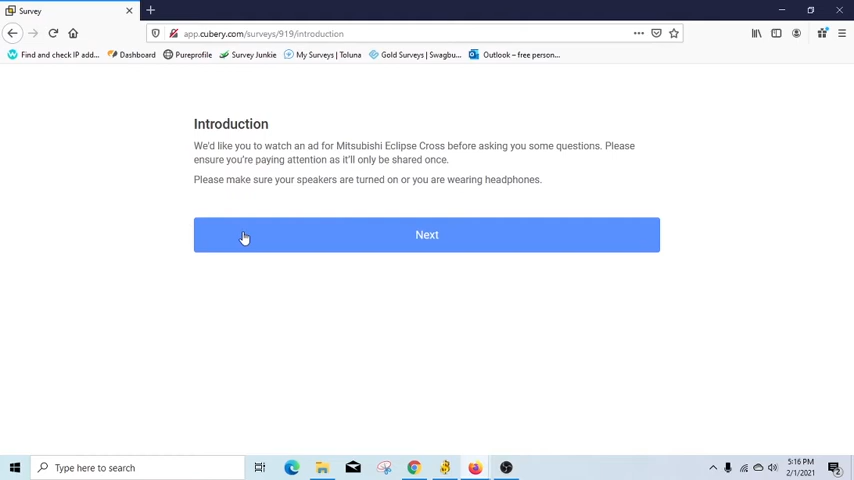 Survey
app.cubery.com/surveys/919/introduction
Find and check IP add... Dashboard Pureprofile Survey Junkie My Surveys | Toluna Gold Surveys | Swagbu... Outlook – free person...
Introduction
We'd like you to watch an ad for Mitsubishi Eclipse Cross before asking you some questions. Please
ensure you're paying attention as it'll only be shared once.
Please make sure your speakers are turned on or you are wearing headphones.
Next
Type here to search
5:16 PM
2/1/2021
2